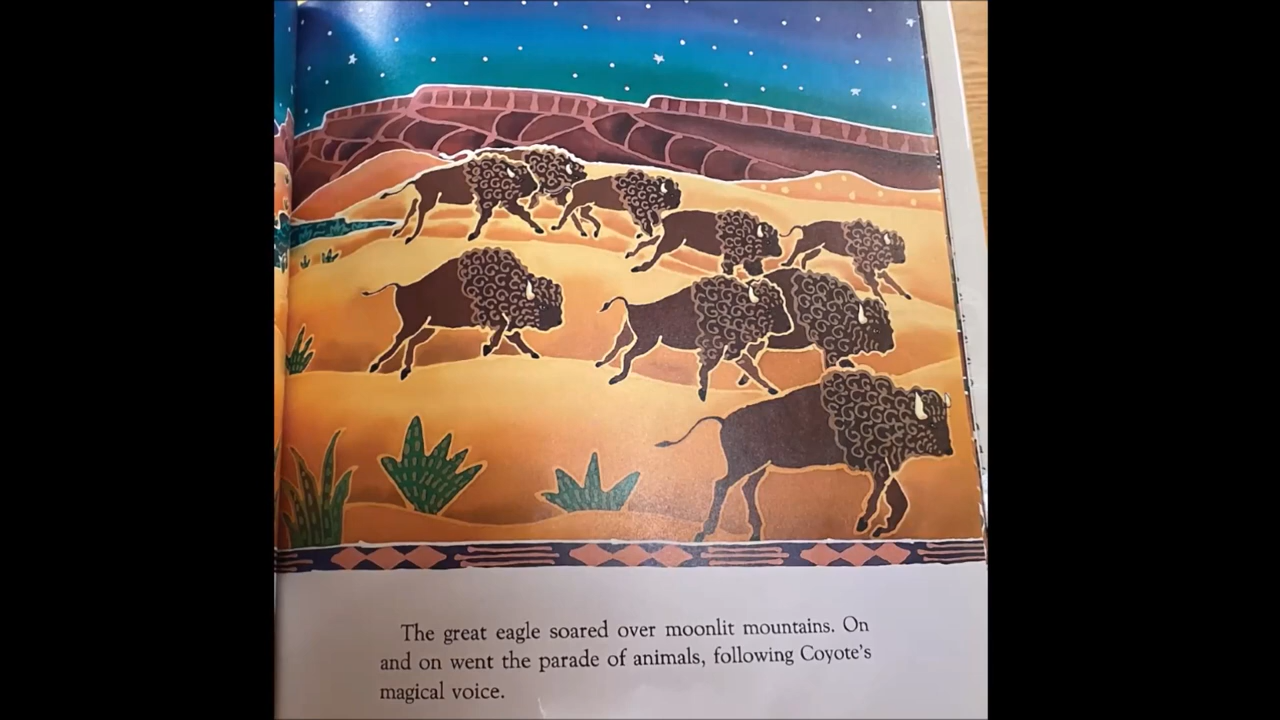 The great eagle soared over moonlit mountains. On
and on went the parade of animals, following Coyote's
magical voice.